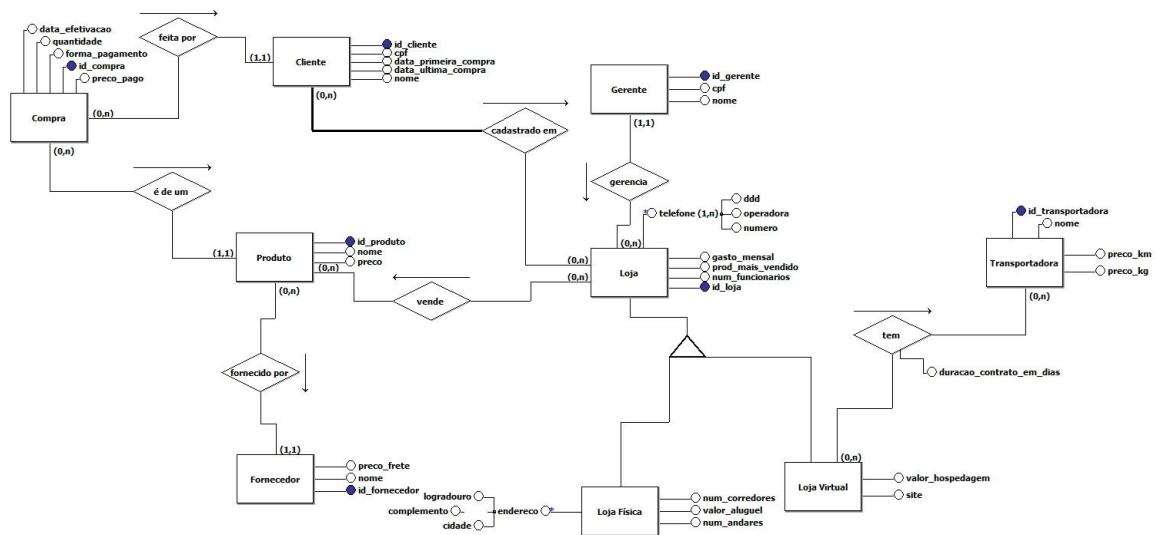 data_efetivacao
quantidade
forma_pagamento
id_compra
preco_pago
Compra
(0,n)
(0,n)
feita por
(1,1)
Cliente
id_cliente
cpf
data_primeira_compra
data_ultima_compra
nome
(0,n)
cadastrado em
Gerente
id_gerente
cpf
nome
(1,1)
gerencia
é de um
* telefone (1,n)
ddd
operadora
numero
(0,n)
(0,n)
(0,n)
Loja
gasto_mensal
prod_mais_vendido
num_funcionarios
id_loja
(1,1)
(0,n)
(0,n)
Produto
id_produto
nome
preco
vende
id_transportadora
nome
Transportadora
preco_km
preco_kg
(0,n)
tem
duracao_contrato_em_dias
fornecido por
(1,1)
Fornecedor
preco_frete
nome
id_fornecedor
logradouro
complemento
cidade
endereco *
Loja Física
num_corredores
valor_aluguel
num_andares
(0,n)
Loja Virtual
valor_hospedagem
site